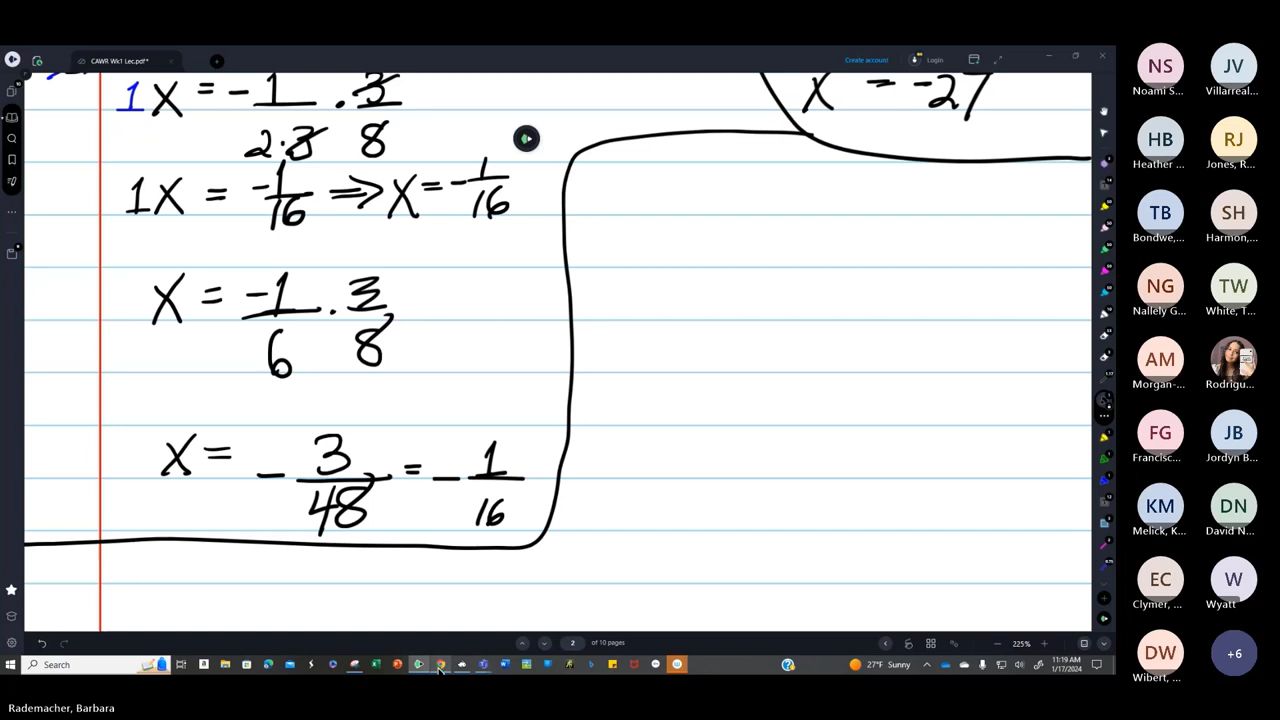 CAWR Wk1 Lec.pdf*
Create account
Login
1X = - 1/2·3 · 3/8
X = -27
1X = -1/16 ⟹ X = -1/16
X = -1/6 · 3/8
X = - 3/48 = - 1/16
2 of 10 pages
225%
Search
27°F Sunny
11:19 AM
1/17/2024
NS
JV
Noami S...
Villarreal...
HB
RJ
Heather ...
Jones, R...
TB
SH
Bondwe,...
Harmon,...
NG
TW
Nallely G...
White, T...
AM
Morgan-...
Rodrigu...
FG
JB
Francisc...
Jordyn B...
KM
DN
Melick, K...
David N...
EC
W
Clymer, ...
Wyatt
DW
+6
Wibert, ...
Rademacher, Barbara